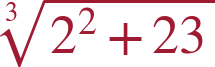 ∛(2² + 23)